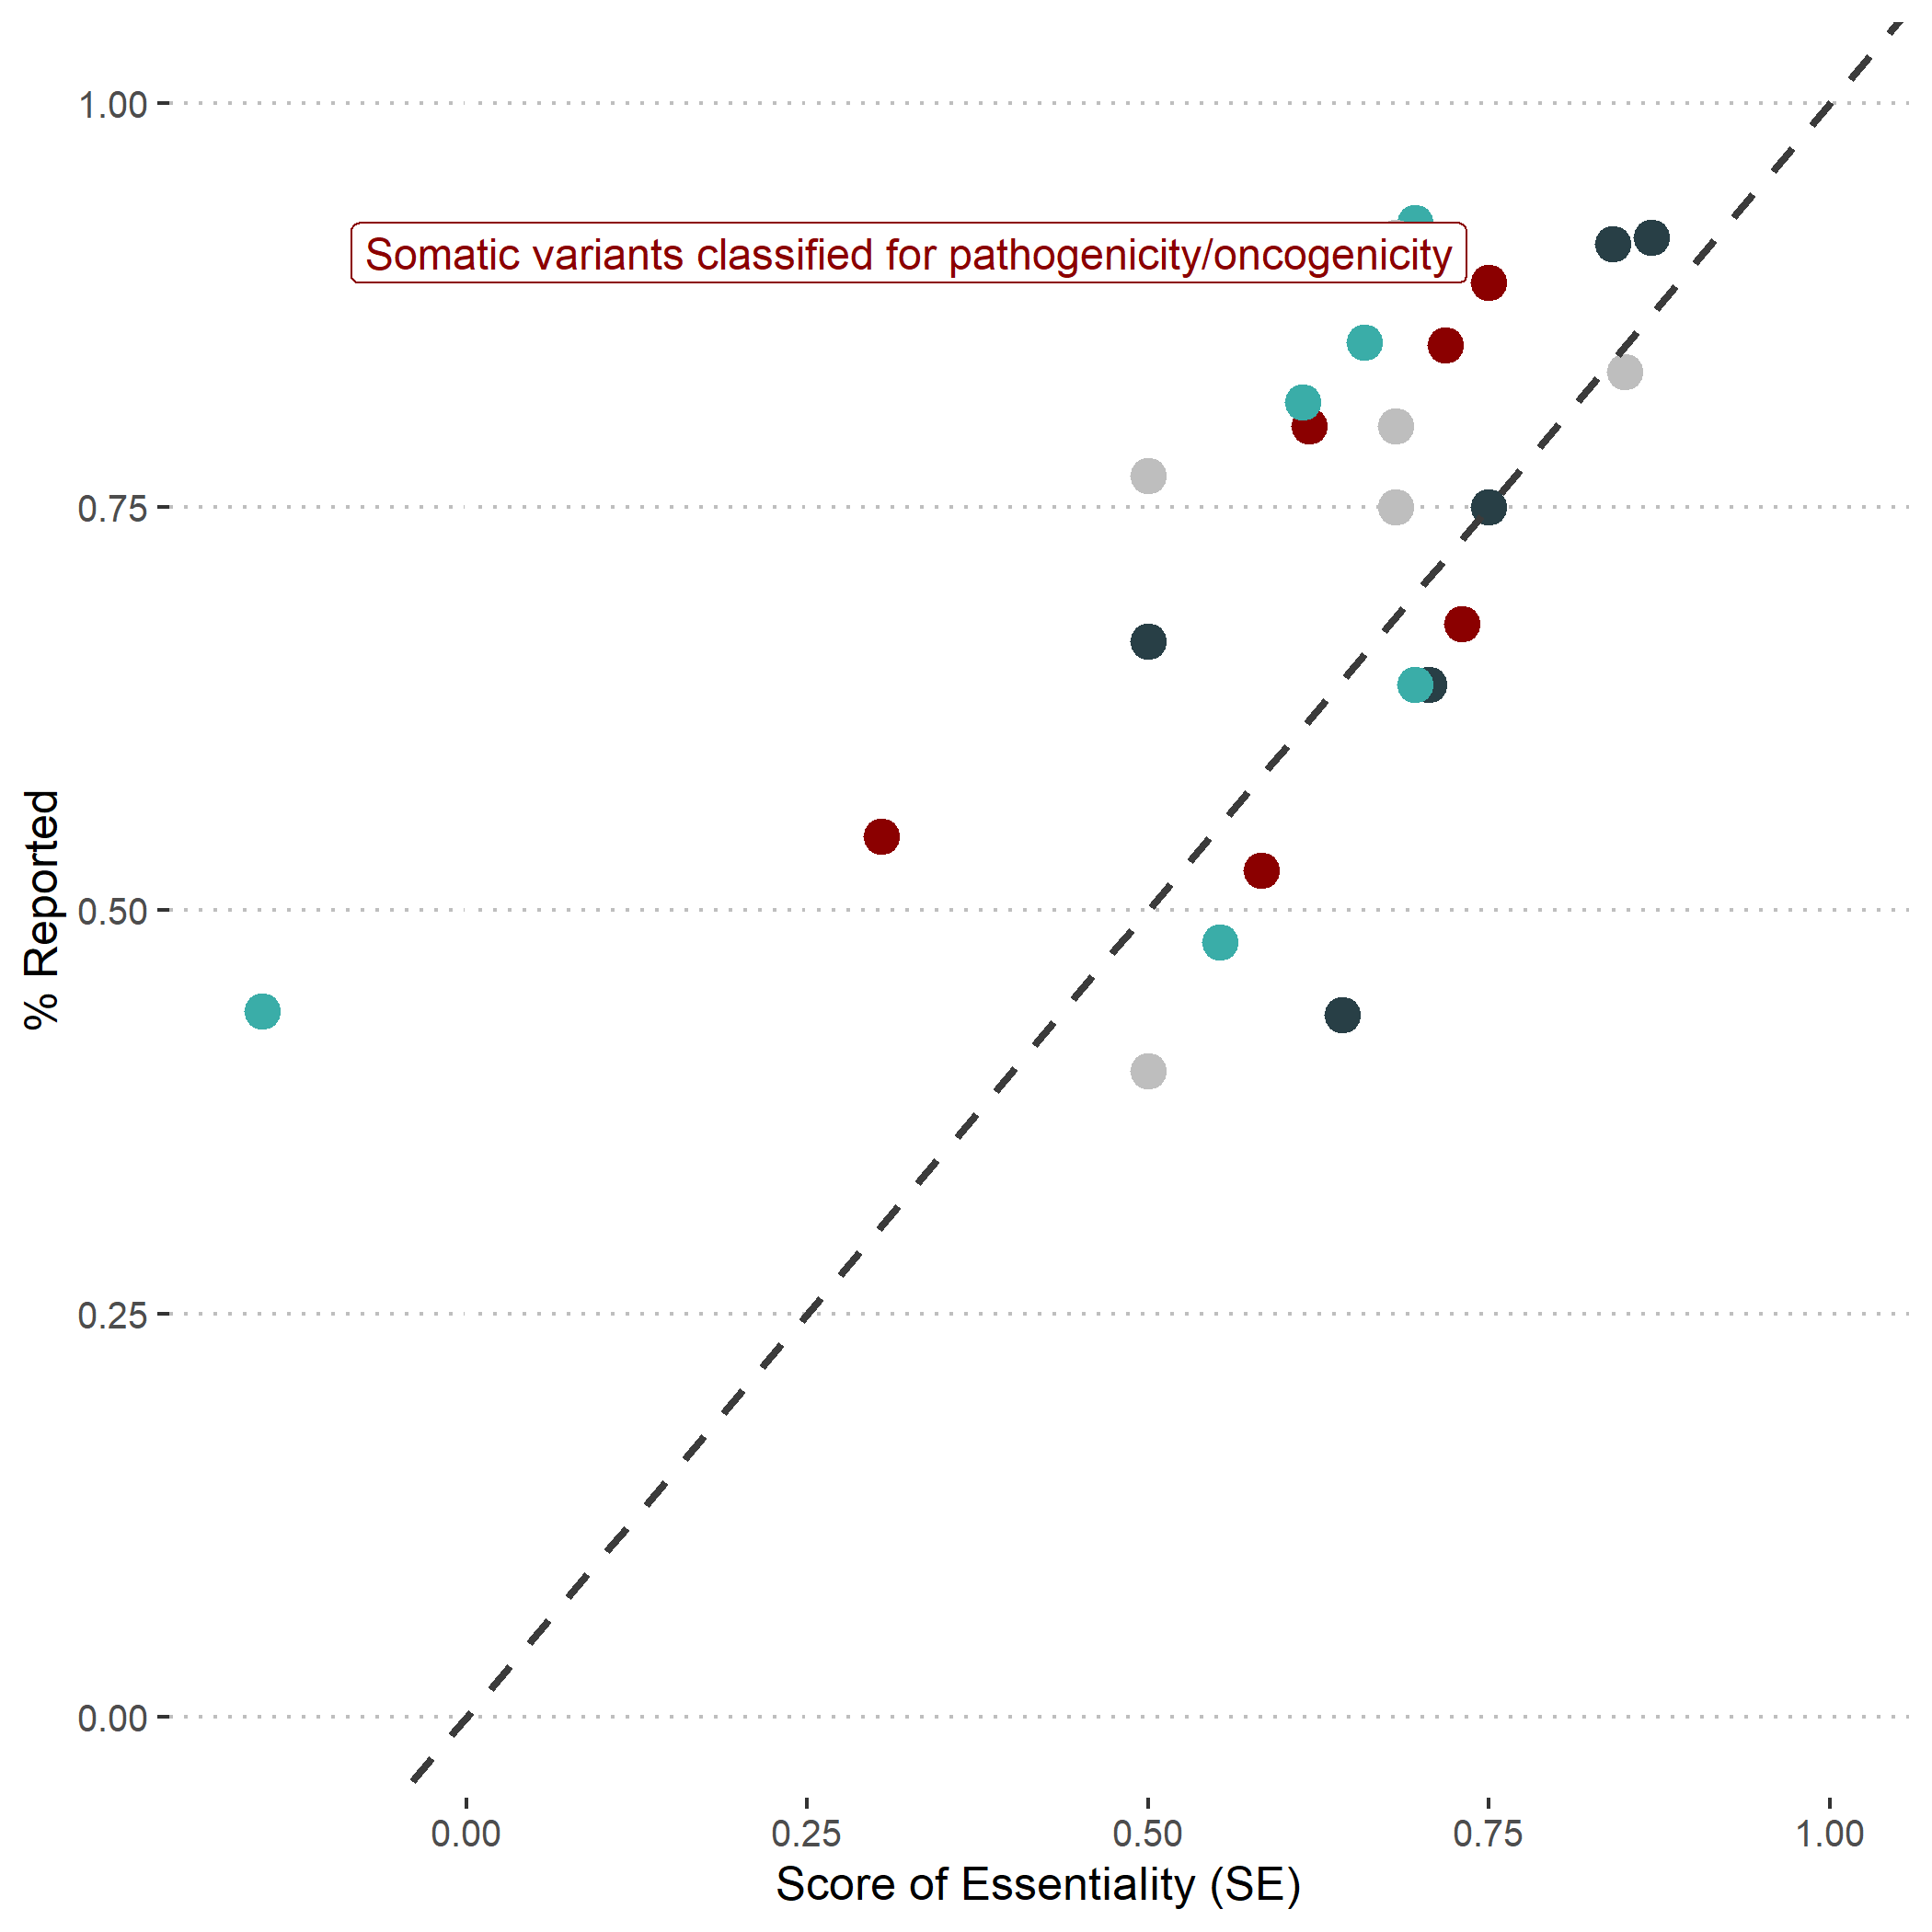 1.00
Somatic variants classified for pathogenicity/oncogenicity
0.75
0.50
0.25
0.00
% Reported
0.00 0.25 0.50 0.75 1.00
Score of Essentiality (SE)